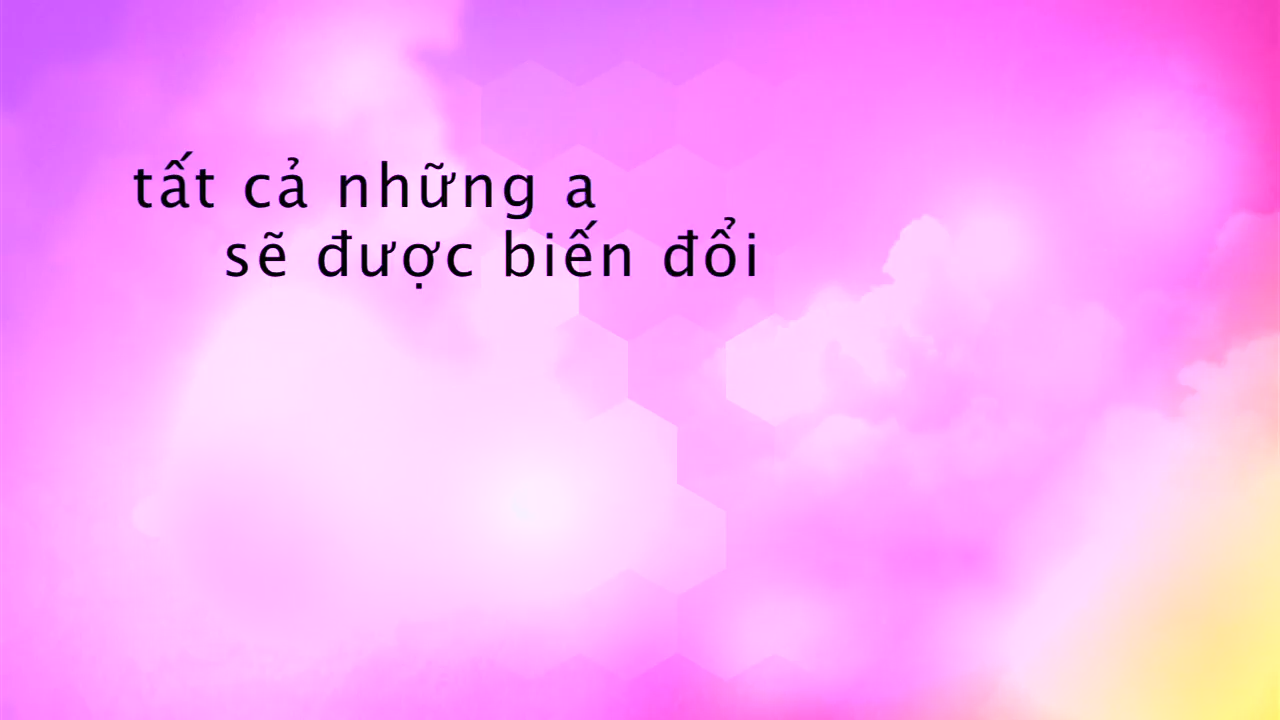 tất cả những a
sẽ được biến đổi